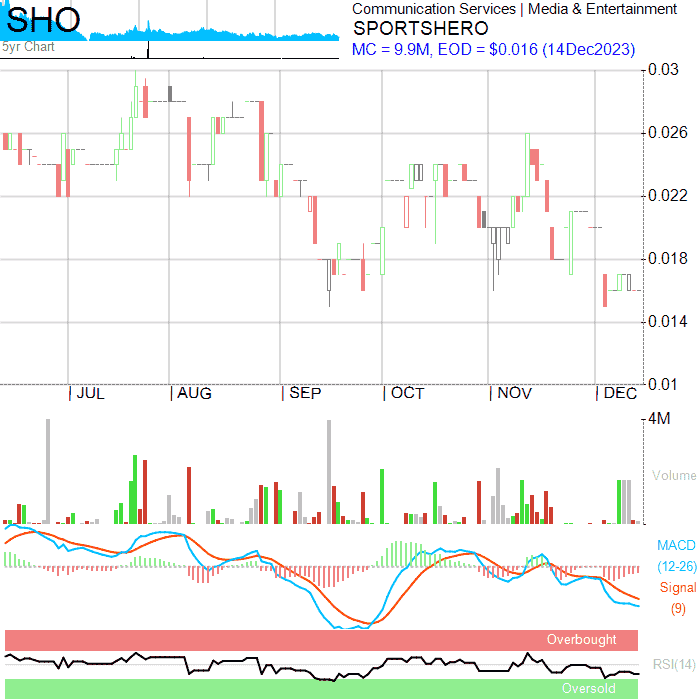 SHO
5yr Chart
Communication Services | Media & Entertainment
SPORTSHERO
MC = 9.9M, EOD = $0.016 (14Dec2023)
0.03
0.026
0.022
0.018
0.014
0.01
| JUL | AUG | SEP | OCT | NOV | DEC
4M
Volume
MACD
(12-26)
Signal
(9)
Overbought
RSI(14)
Oversold